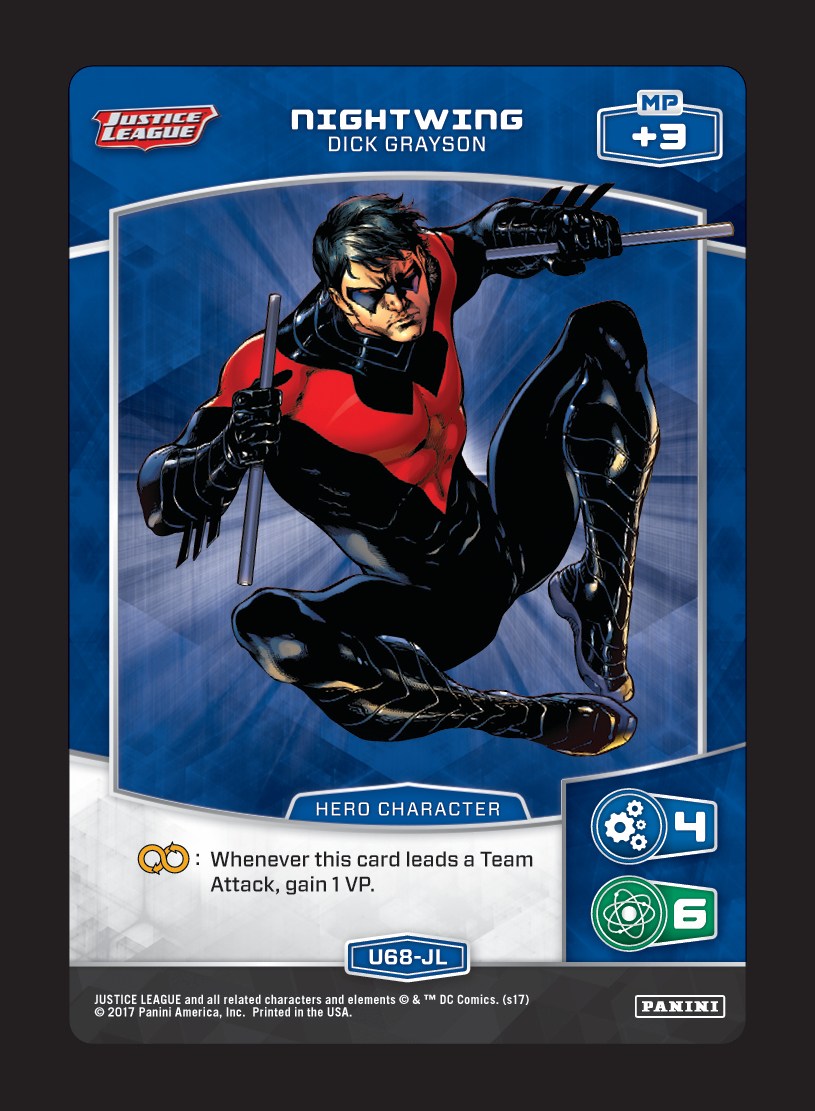 JUSTICE
LEAGUE
NIGHTWING
DICK GRAYSON
MP
+3
HERO CHARACTER
: Whenever this card leads a Team
Attack, gain 1 VP.
4
6
U68-JL
JUSTICE LEAGUE and all related characters and elements © & ™ DC Comics. (s17)
© 2017 Panini America, Inc. Printed in the USA.
PANINI